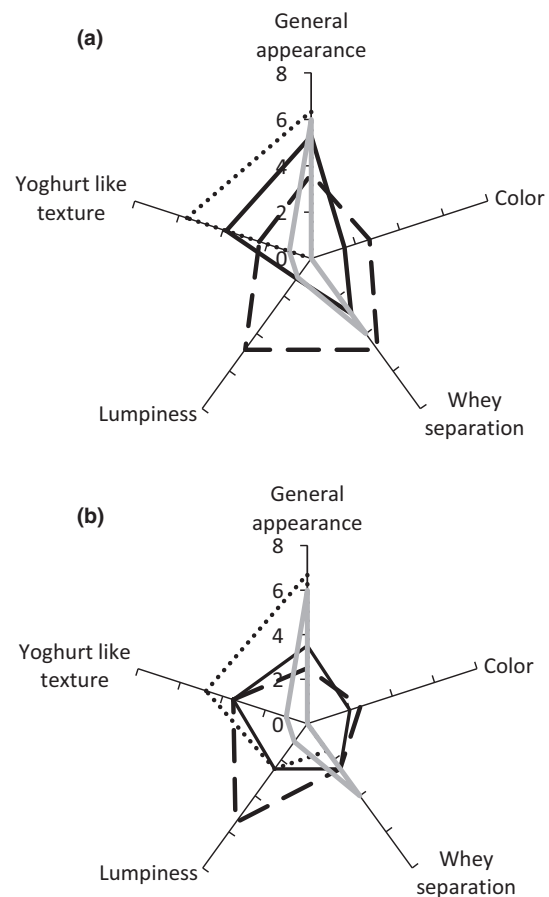 (a)
General
appearance
8
6
4
2
0
Color
Yoghurt like
texture
Lumpiness
Whey
separation
(b)
General
appearance
8
6
4
2
0
Color
Yoghurt like
texture
Lumpiness
Whey
separation